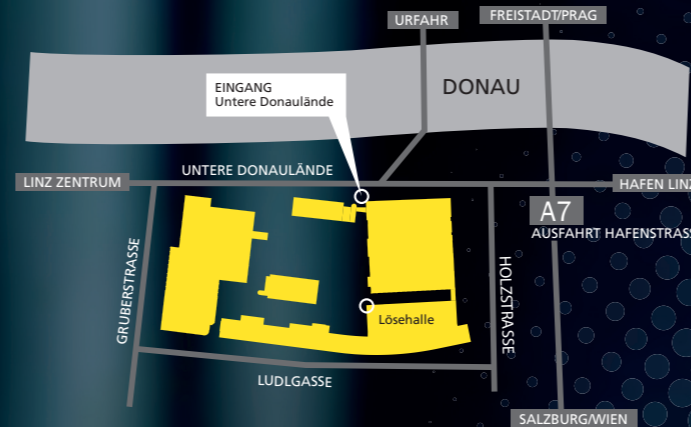 URFAHR
FREISTADT/PRAG
EINGANG
Untere Donaulände
DONAU
UNTERE DONAULÄNDE
LINZ ZENTRUM
HAFEN LINZ
A7
AUSFAHRT HAFENSTRASS
GRUBERSTRASSE
HOLZSTRASSE
Lösehalle
LUDLGASSE
SALZBURG/WIEN